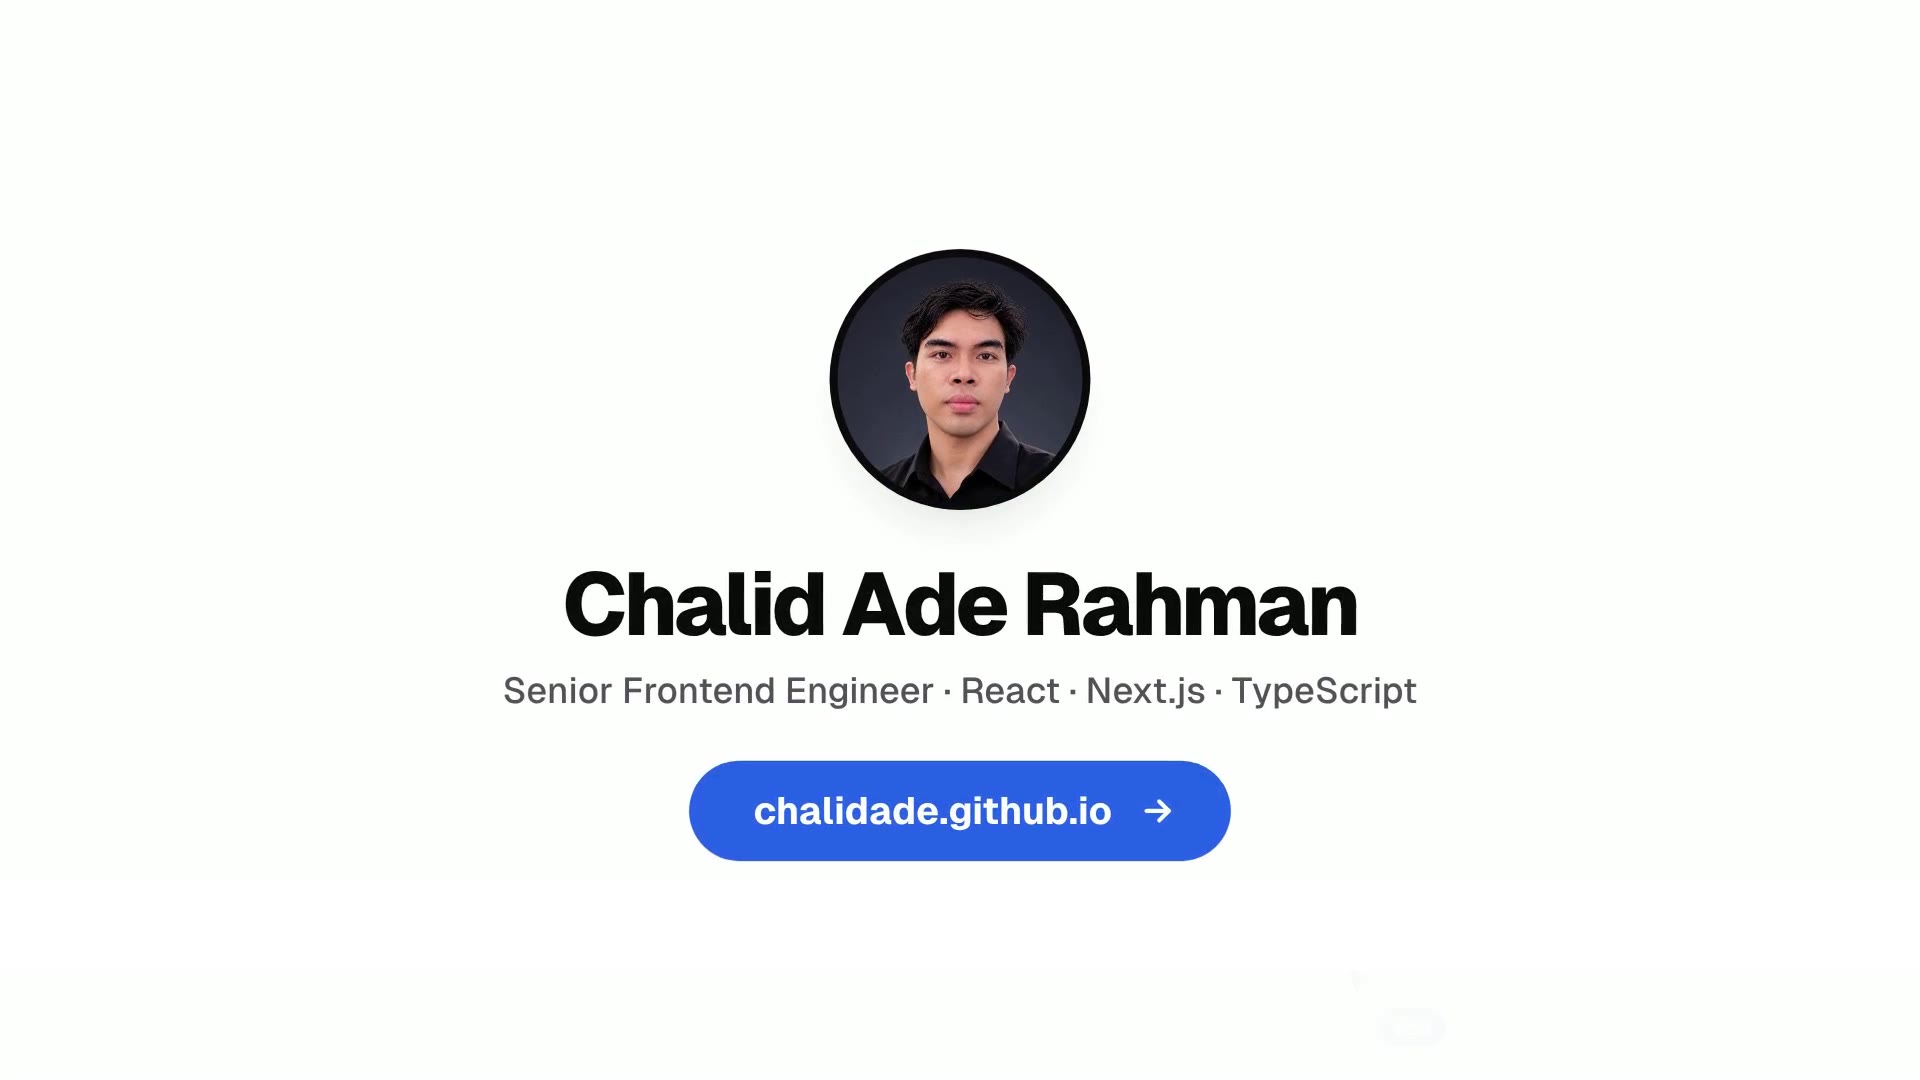 Chalid Ade Rahman
Senior Frontend Engineer · React · Next.js · TypeScript
chalidade.github.io →